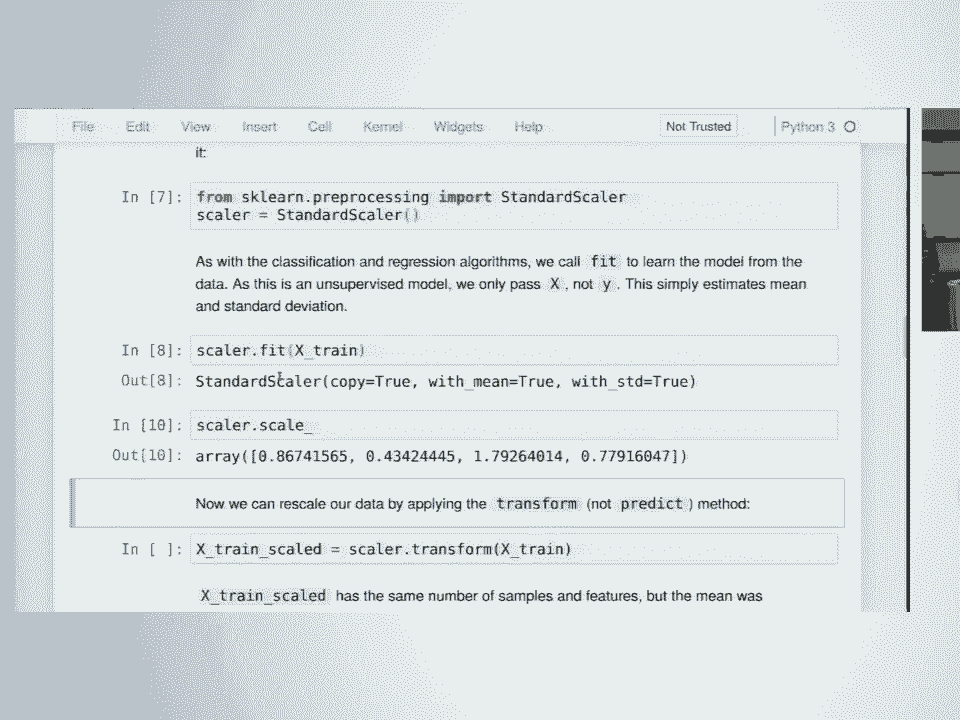 File Edit View Insert Cell Kernel Widgets Help Not Trusted Python 3
it:
In [7]: from sklearn.preprocessing import StandardScaler
scaler = StandardScaler()
As with the classification and regression algorithms, we call fit to learn the model from the
data. As this is an unsupervised model, we only pass X , not y . This simply estimates mean
and standard deviation.
In [8]: scaler.fit(X_train)
Out[8]: StandardScaler(copy=True, with_mean=True, with_std=True)
In [10]: scaler.scale_
Out[10]: array([0.86741565, 0.43424445, 1.79264014, 0.77916047])
Now we can rescale our data by applying the transform (not predict ) method:
In [ ]: X_train_scaled = scaler.transform(X_train)
X_train_scaled has the same number of samples and features, but the mean was